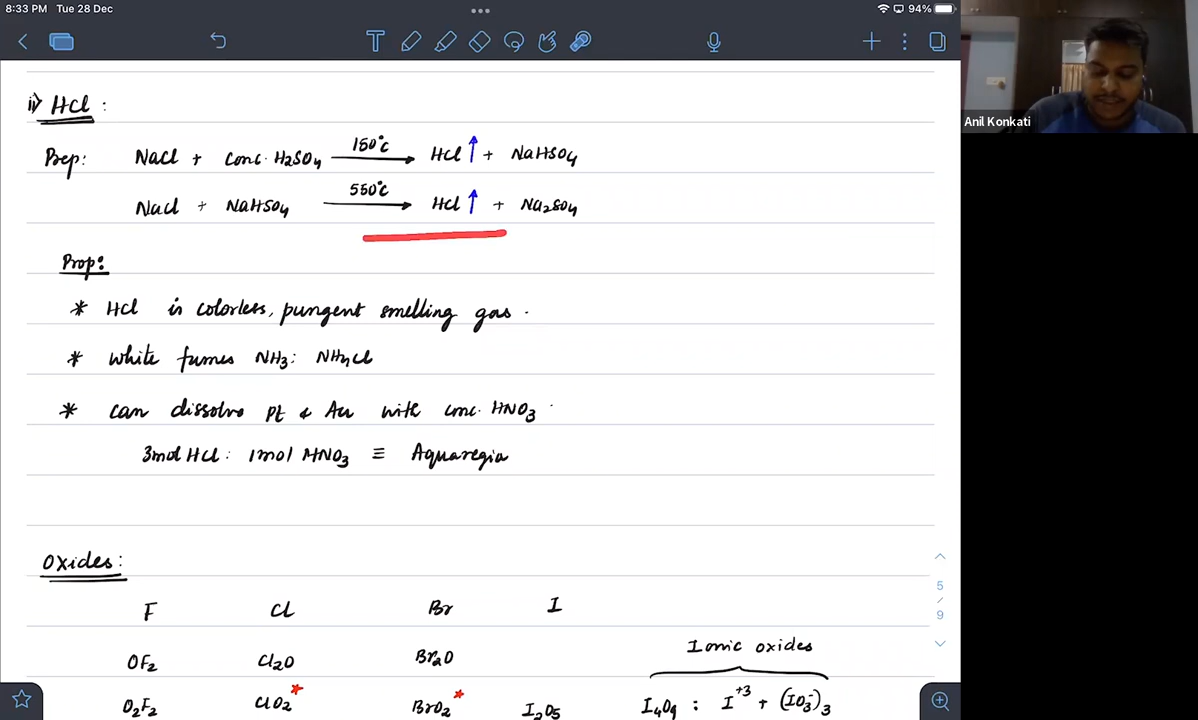 8:33 PM Tue 28 Dec
94%
Anil Konkati
ii) HCl :
Prep: NaCl + Conc. H2SO4 150°C HCl ↑ + NaHSO4
NaCl + NaHSO4 550°C HCl ↑ + Na2SO4
Prop:
* HCl is colorless, pungent smelling gas.
* white fumes NH3: NH4Cl
* can dissolve Pt & Au with conc. HNO3.
3mol HCl : 1mol HNO3 ≡ Aquaregia
Oxides:
F Cl Br I
Ionic oxides
OF2 Cl2O Br2O
O2F2 ClO2* BrO2* I2O5 I4O9 : I+3 + (IO3-)3
5
/
9